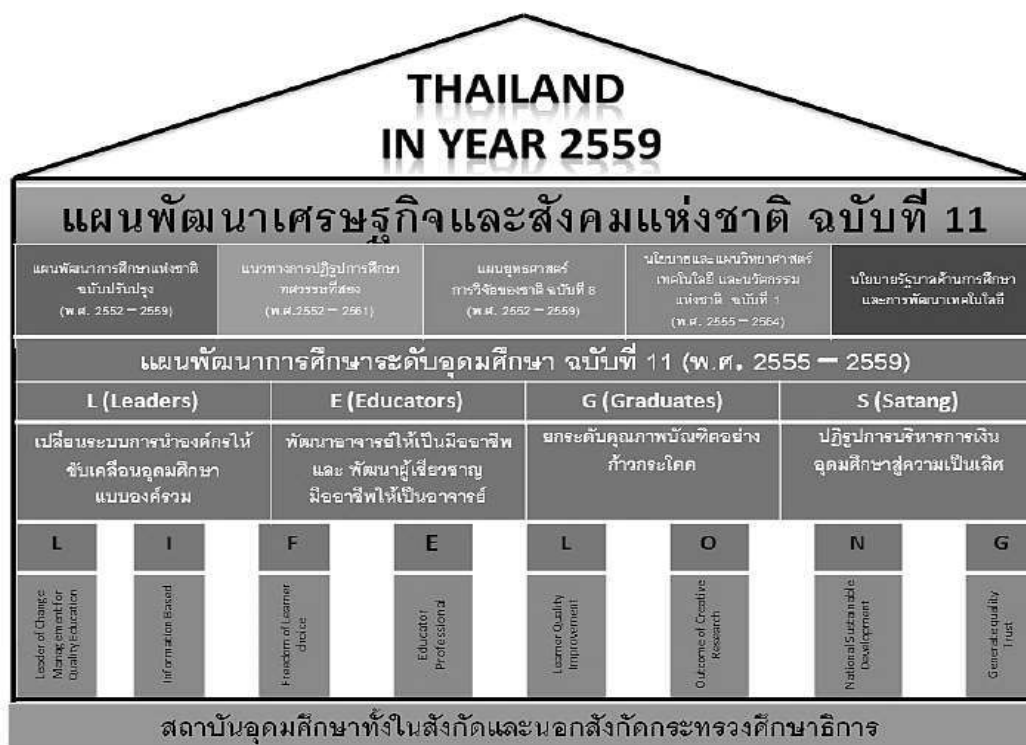 THAILAND
IN YEAR 2559
แผนพัฒนาเศรษฐกิจและสังคมแห่งชาติ ฉบับที่ 11
แผนพัฒนาการศึกษาแห่งชาติ
ฉบับปรับปรุง
(พ.ศ. 2552 – 2559)
แนวทางการปฏิรูปการศึกษา
ทศวรรษที่สอง
(พ.ศ.2552 – 2561)
แผนยุทธศาสตร์
การวิจัยของชาติ ฉบับที่ 8
(พ.ศ. 2552 – 2559)
นโยบายและแผนวิทยาศาสตร์
เทคโนโลยี และนวัตกรรม
แห่งชาติ ฉบับที่ 1
(พ.ศ. 2555 – 2564)
นโยบายรัฐบาลด้านการศึกษา
และการพัฒนาเทคโนโลยี
แผนพัฒนาการศึกษาระดับอุดมศึกษา ฉบับที่ 11 (พ.ศ. 2555 – 2559)
L (Leaders)
E (Educators)
G (Graduates)
S (Satang)
เปลี่ยนระบบการนำองค์กรให้
ขับเคลื่อนอุดมศึกษา
แบบองค์รวม
พัฒนาอาจารย์ให้เป็นมืออาชีพ
และ พัฒนาผู้เชี่ยวชาญ
มืออาชีพให้เป็นอาจารย์
ยกระดับคุณภาพบัณฑิตอย่าง
ก้าวกระโดด
ปฏิรูปการบริหารการเงิน
อุดมศึกษาสู่ความเป็นเลิศ
L
I
F
E
L
O
N
G
Leader of Change
Management for
Quality Education
Information Based
Freedom of Learner
choice
Educator
Professional
Learner Quality
Improvement
Outcome of Creative
Research
National Sustainable
Development
Generate quality
Trust
สถาบันอุดมศึกษาทั้งในสังกัดและนอกสังกัดกระทรวงศึกษาธิการ